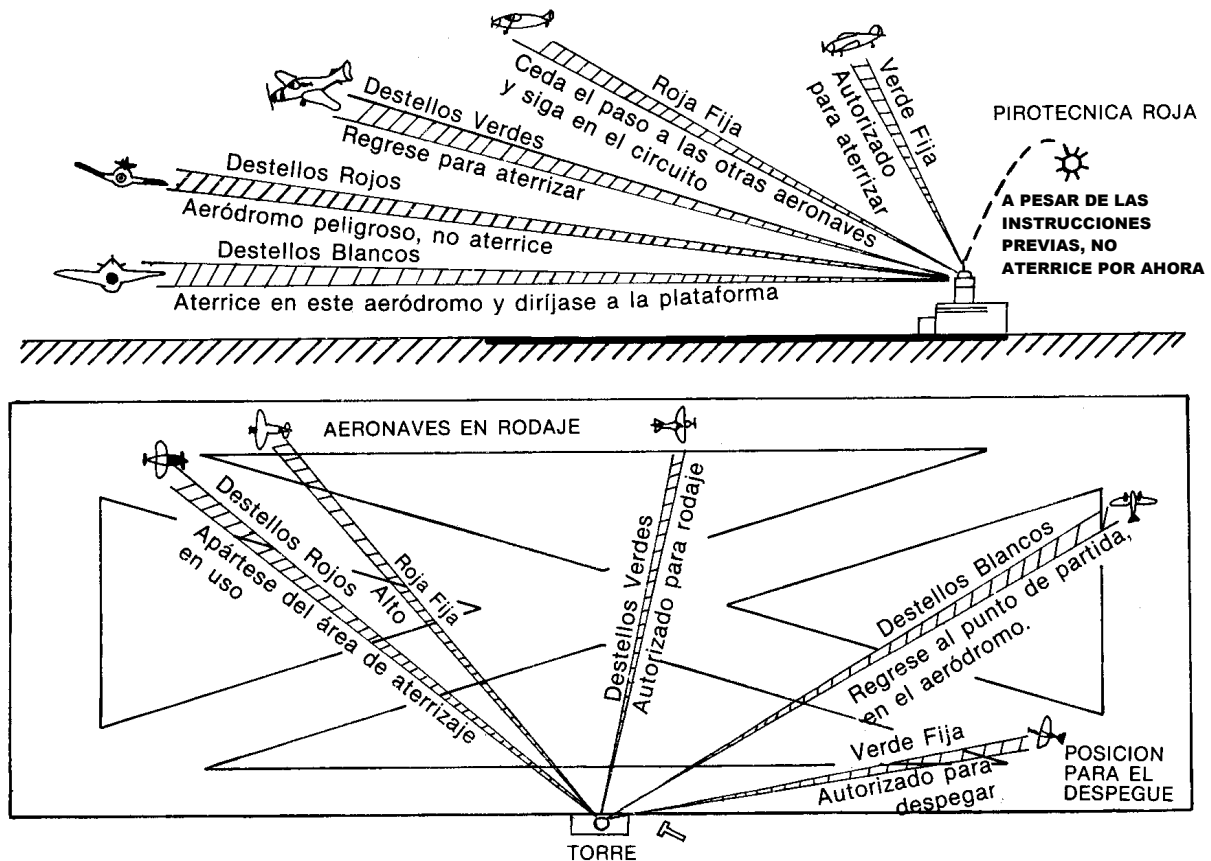 Verde Fija
Autorizado
para aterrizar
Roja Fija
Ceda el paso a las otras aeronaves
y siga en el circuito
Destellos Verdes
Regrese para aterrizar
Destellos Rojos
Aeródromo peligroso, no aterrice
Destellos Blancos
Aterrice en este aeródromo y diríjase a la plataforma
PIROTECNICA ROJA
A PESAR DE LAS
INSTRUCCIONES
PREVIAS, NO
ATERRICE POR AHORA
AERONAVES EN RODAJE
Destellos Rojos
Apártese del área de aterrizaje
en uso
Roja Fija
Alto
Destellos Verdes
Autorizado para rodaje
Destellos Blancos
Regrese al punto de partida,
en el aeródromo.
Verde Fija
Autorizado para
despegar
POSICION
PARA EL
DESPEGUE
TORRE